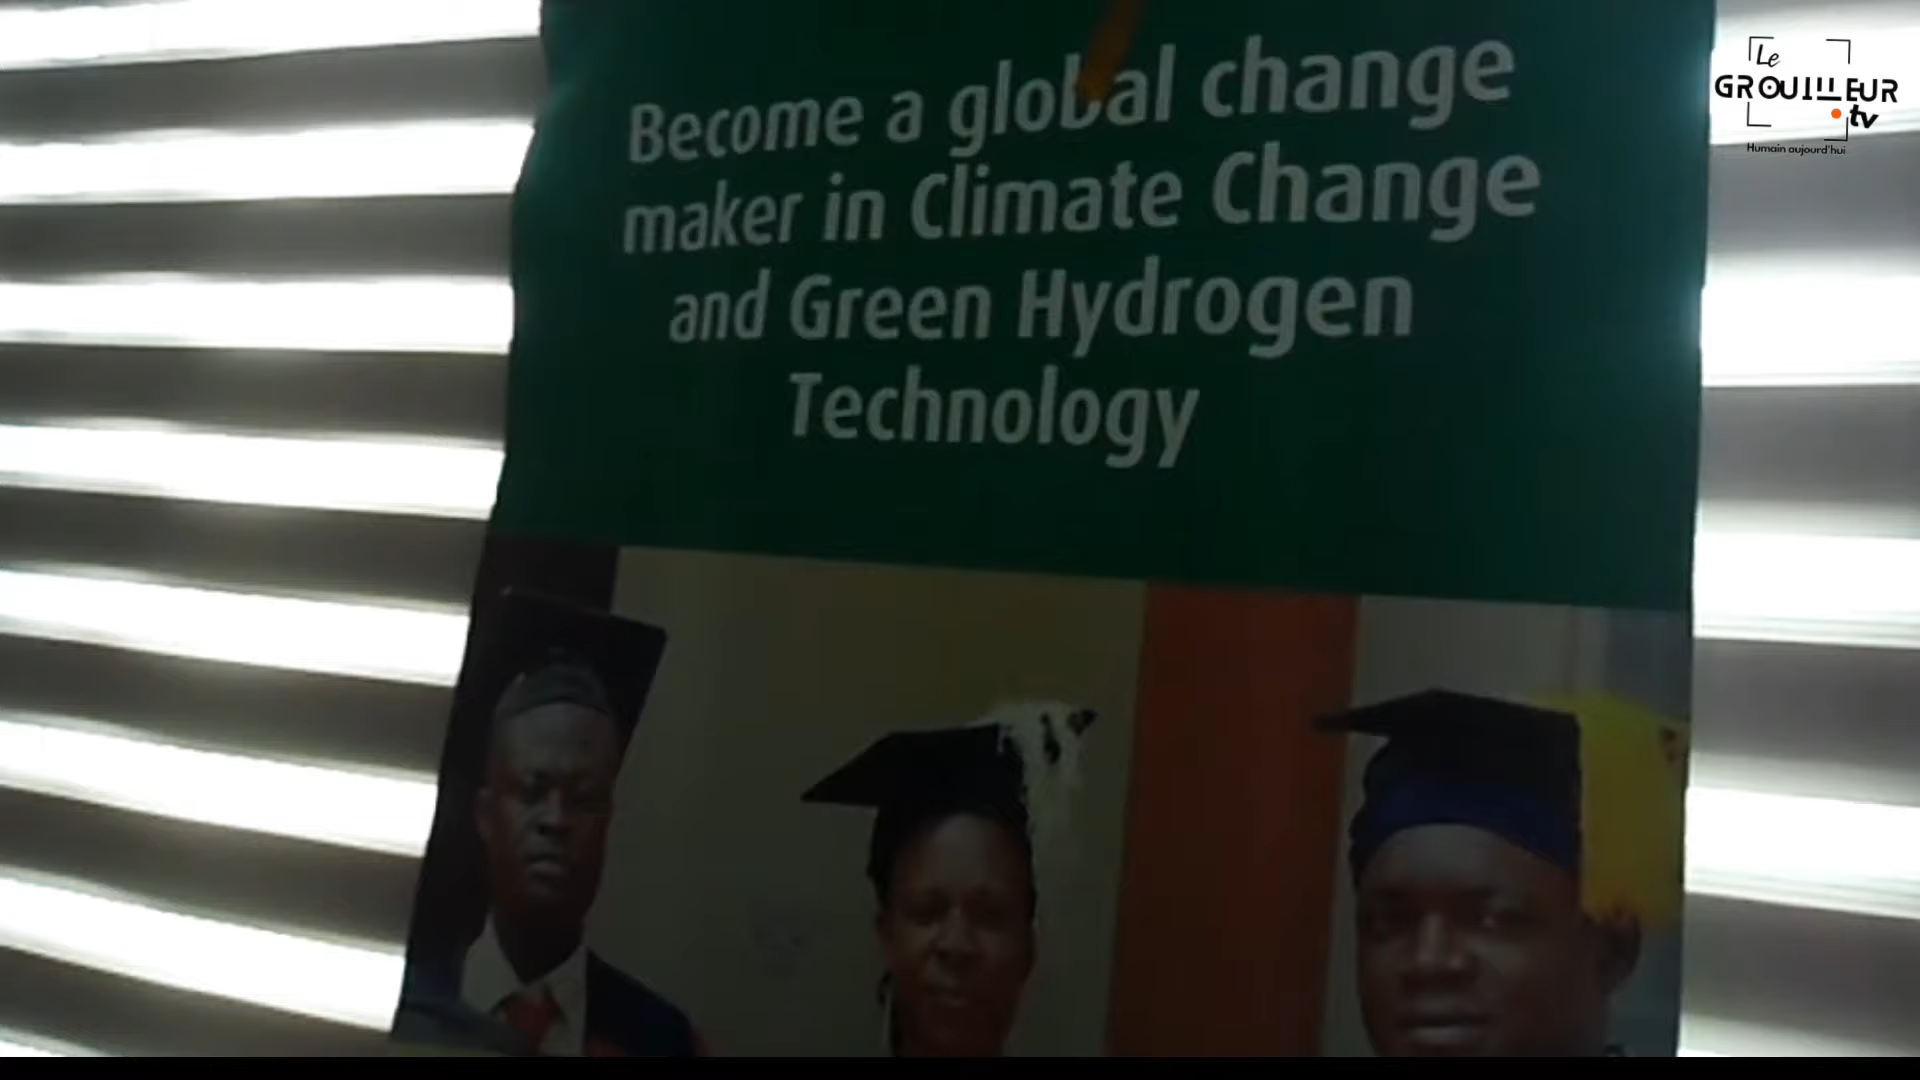 Become a global change
maker in Climate Change
and Green Hydrogen
Technology
Le
GROUILLEUR
.tv
Humain aujourd'hui